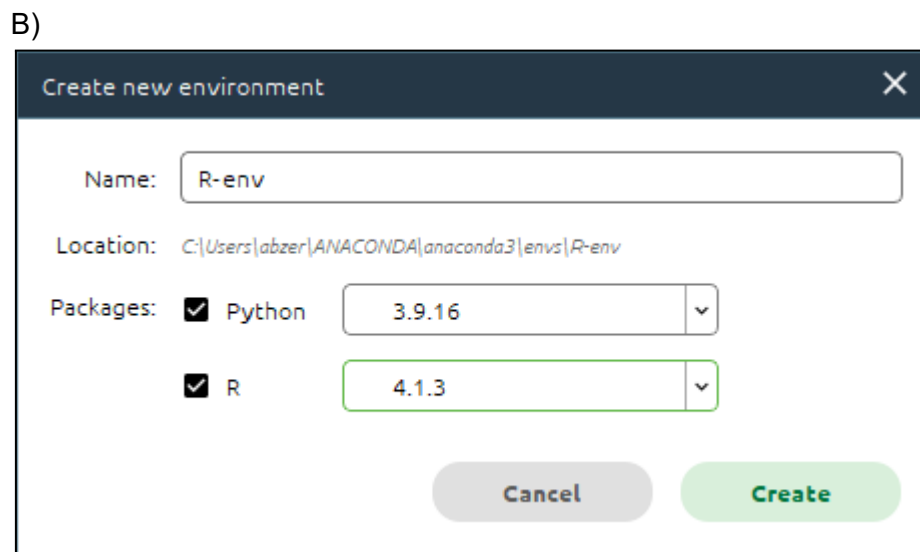 B)
Create new environment
Name: R-env
Location: C:\Users\abzer\ANACONDA\anaconda3\envs\R-env
Packages: Python 3.9.16
R 4.1.3
Cancel Create